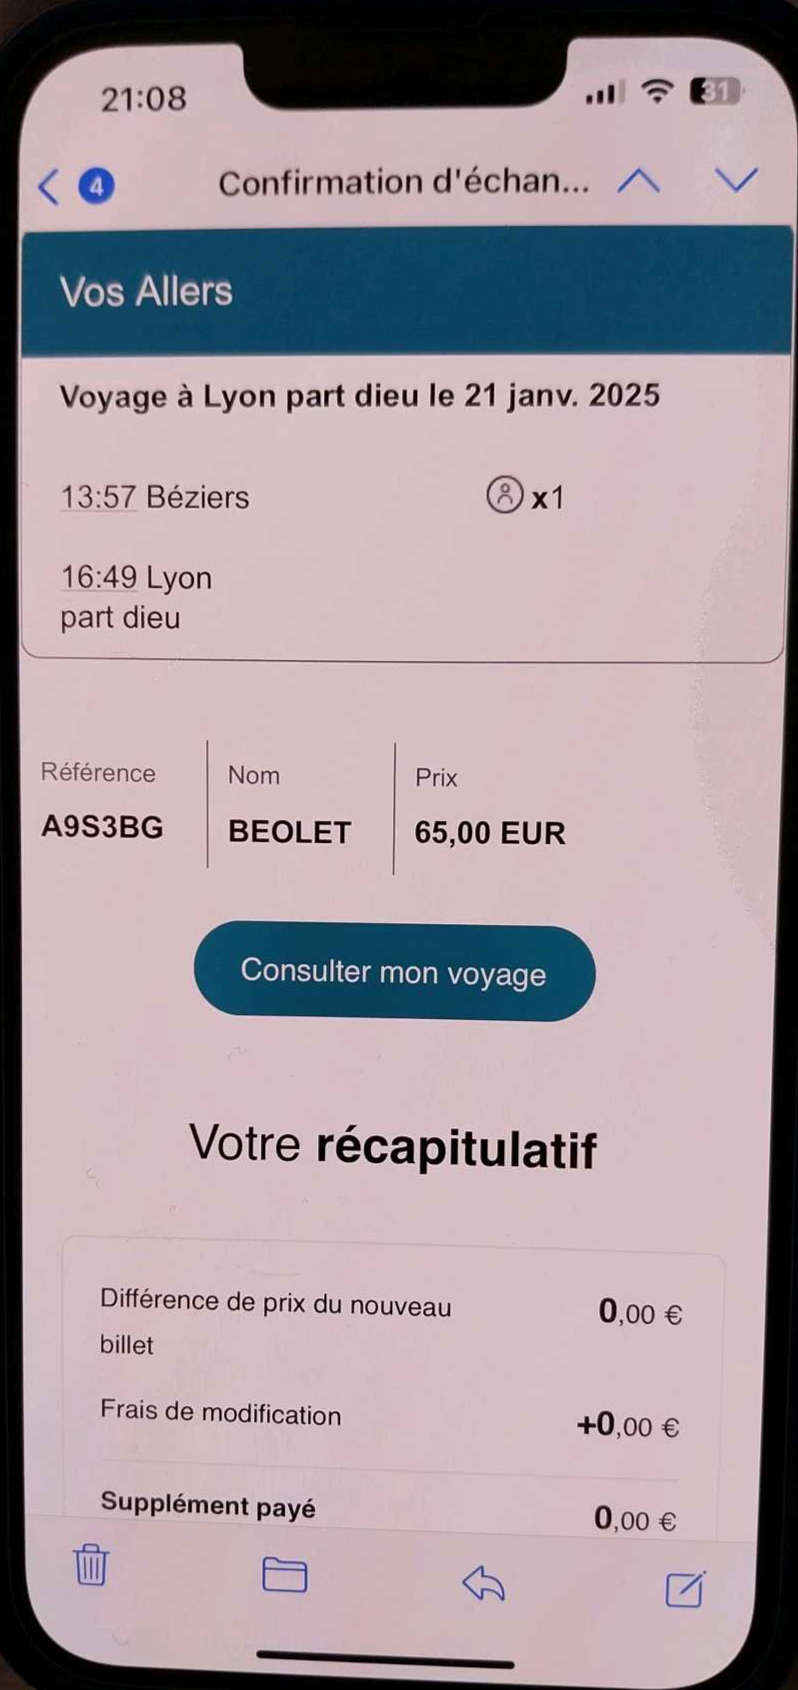 21:08
31
4
Confirmation d'échan...
Vos Allers
Voyage à Lyon part dieu le 21 janv. 2025
13:57 Béziers
x1
16:49 Lyon
part dieu
Référence
Nom
Prix
A9S3BG
BEOLET
65,00 EUR
Consulter mon voyage
Votre récapitulatif
Différence de prix du nouveau
billet
0,00 €
Frais de modification
+0,00 €
Supplément payé
0,00 €